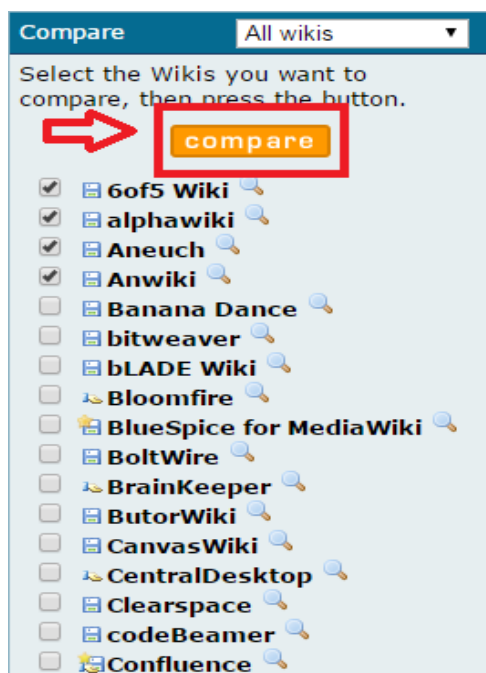 Compare All wikis
Select the Wikis you want to
compare, then press the button.
compare
6of5 Wiki
alphawiki
Aneuch
Anwiki
Banana Dance
bitweaver
bLADE Wiki
Bloomfire
BlueSpice for MediaWiki
BoltWire
BrainKeeper
ButorWiki
CanvasWiki
CentralDesktop
Clearspace
codeBeamer
Confluence